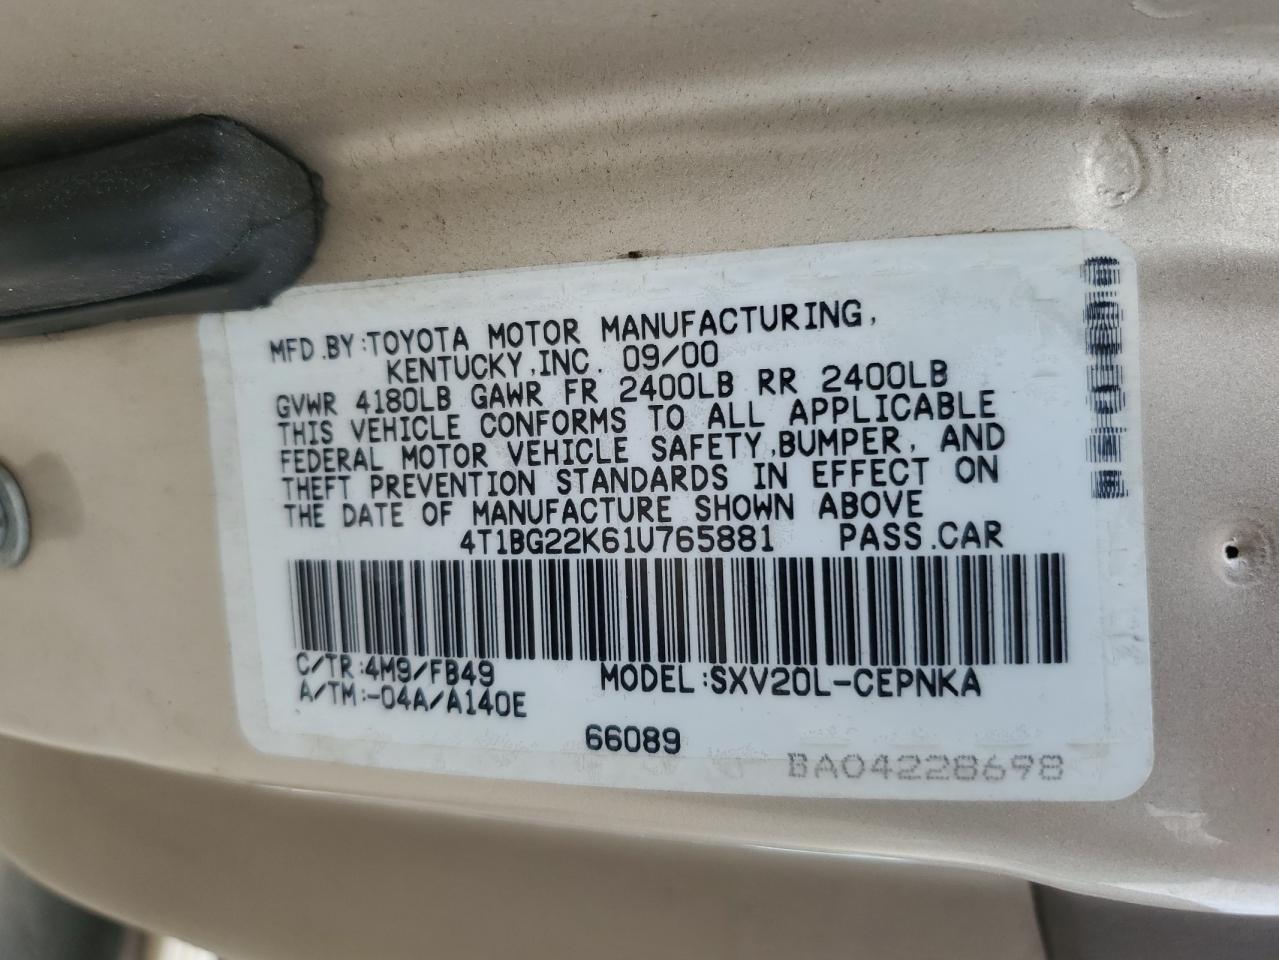 MFD.BY:TOYOTA MOTOR MANUFACTURING,
KENTUCKY,INC. 09/00
GVWR 4180LB GAWR FR 2400LB RR 2400LB
THIS VEHICLE CONFORMS TO ALL APPLICABLE
FEDERAL MOTOR VEHICLE SAFETY,BUMPER, AND
THEFT PREVENTION STANDARDS IN EFFECT ON
THE DATE OF MANUFACTURE SHOWN ABOVE
4T1BG22K61U765881 PASS.CAR
C/TR:4M9/FB49 MODEL:SXV20L-CEPNKA
A/TM:-04A/A140E
66089
BA04228698